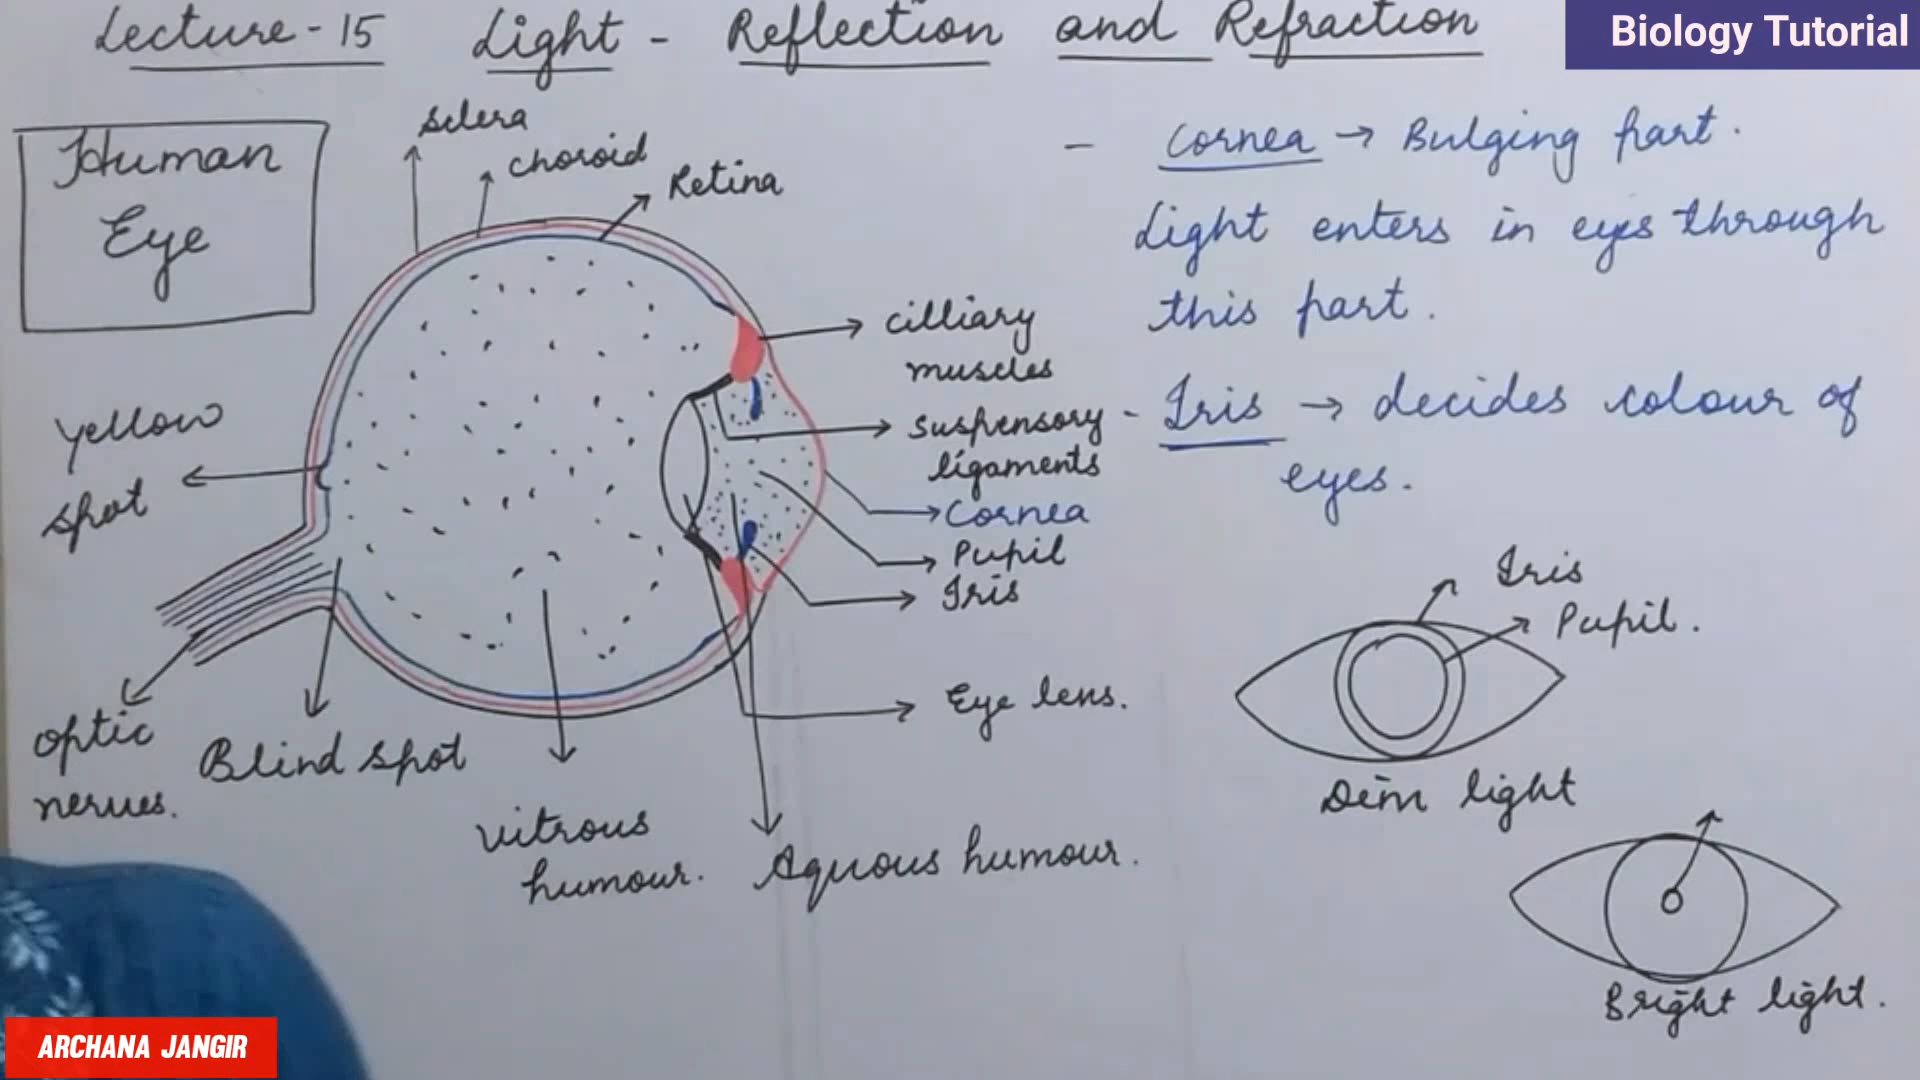 Lecture-15 Light - Reflection and Refraction
Biology Tutorial
Human
Eye
sclera
choroid
Retina
cilliary
muscles
suspensory
ligaments
Cornea
Pupil
Iris
Eye lens.
Aquous humour.
vitrous
humour.
Blind spot
optic
nerves.
Yellow
spot
- Cornea → Bulging part.
Light enters in eyes through
this part.
- Iris → decides colour of
eyes.
Iris
Pupil.
Dim light
Bright light.
ARCHANA JANGIR